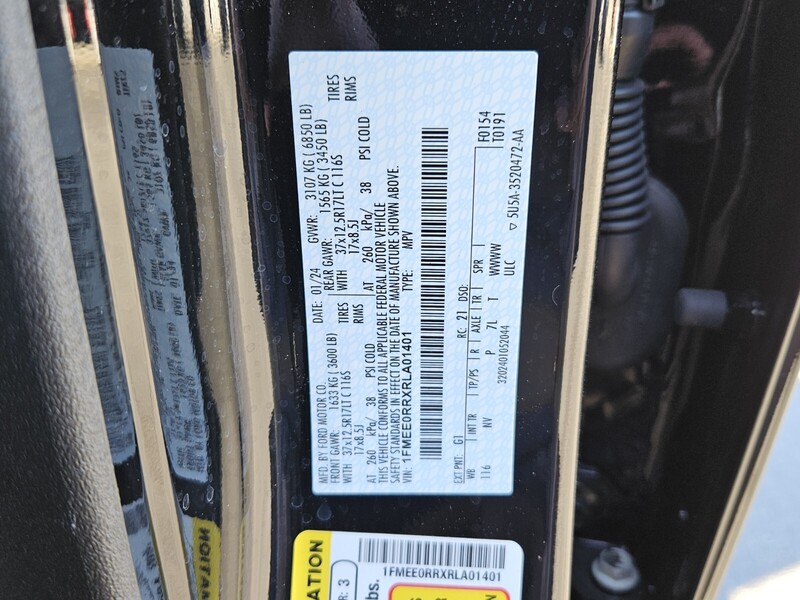 MFD. BY FORD MOTOR CO.
DATE: 01/24
GVWR: 3107 KG ( 6850 LB)
FRONT GAWR: 1633 KG ( 3600 LB)
REAR GAWR: 1565 KG ( 3450 LB)
WITH 37x12.5R17LT C 116S TIRES
WITH 37x12.5R17LT C 116S TIRES
17x8.5J RIMS
17x8.5J RIMS
AT 260 kPa/ 38 PSI COLD
AT 260 kPa/ 38 PSI COLD
THIS VEHICLE CONFORMS TO ALL APPLICABLE FEDERAL MOTOR VEHICLE
SAFETY STANDARDS IN EFFECT ON THE DATE OF MANUFACTURE SHOWN ABOVE.
VIN: 1FMEE0RRXRLA01401
TYPE: MPV
F0154
T0191
EXT PNT: G1 RC: 21 DSO:
WB INT TR TP/PS R AXLE TR SPR
116 NV P 7L T WWWW
ULC
3202401052044
5U5A-3520472-AA
1FMEE0RRXRLA01401